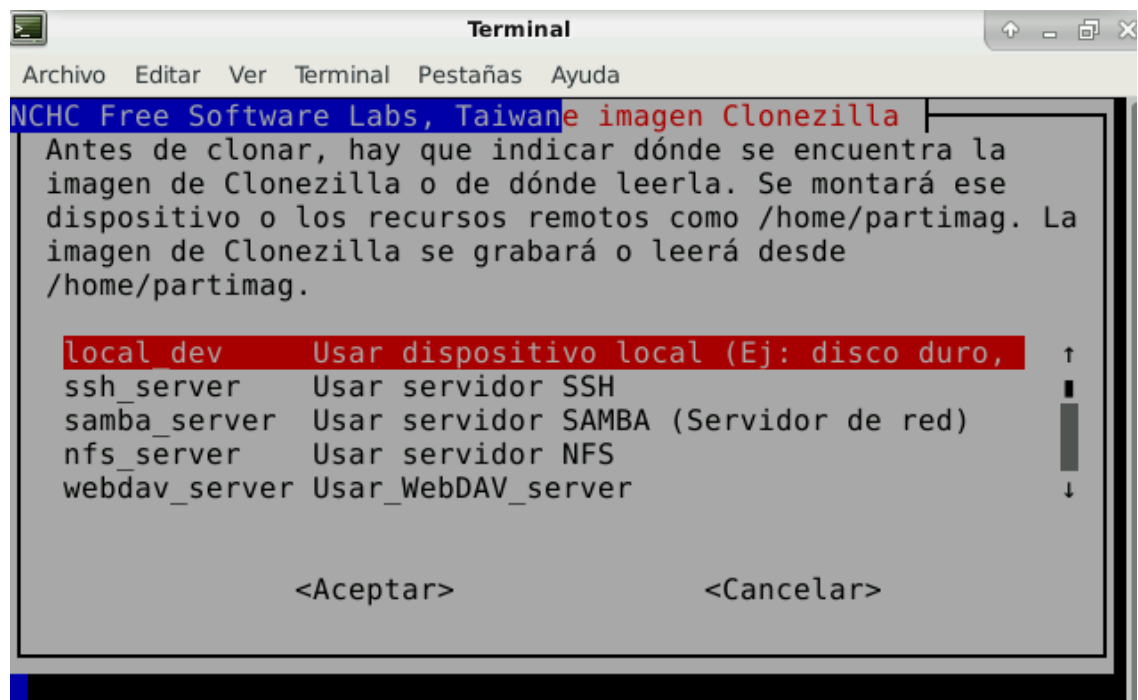 Terminal
Archivo Editar Ver Terminal Pestañas Ayuda
NCHC Free Software Labs, Taiwane imagen Clonezilla
Antes de clonar, hay que indicar dónde se encuentra la
imagen de Clonezilla o de dónde leerla. Se montará ese
dispositivo o los recursos remotos como /home/partimag. La
imagen de Clonezilla se grabará o leerá desde
/home/partimag.
local_dev Usar dispositivo local (Ej: disco duro,
ssh_server Usar servidor SSH
samba_server Usar servidor SAMBA (Servidor de red)
nfs_server Usar servidor NFS
webdav_server Usar_WebDAV_server
<Aceptar> <Cancelar>